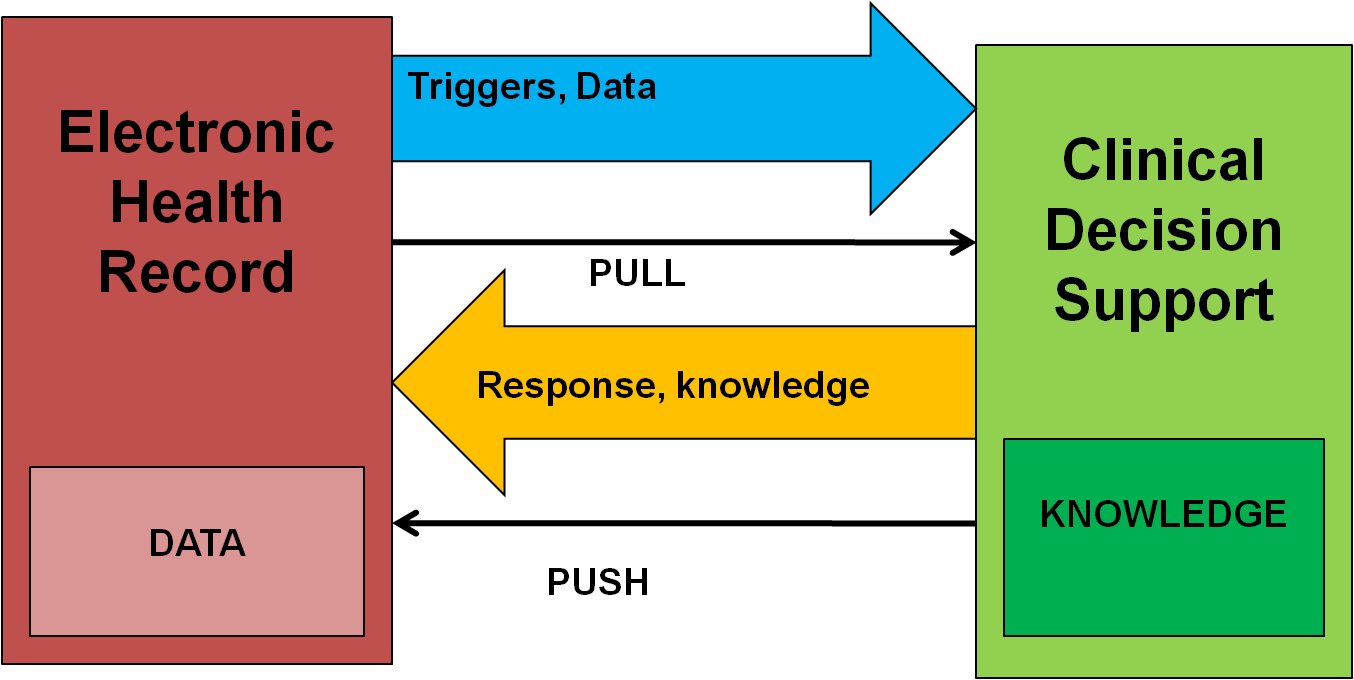 Electronic
Health
Record
DATA
Triggers, Data
PULL
Response, knowledge
PUSH
Clinical
Decision
Support
KNOWLEDGE